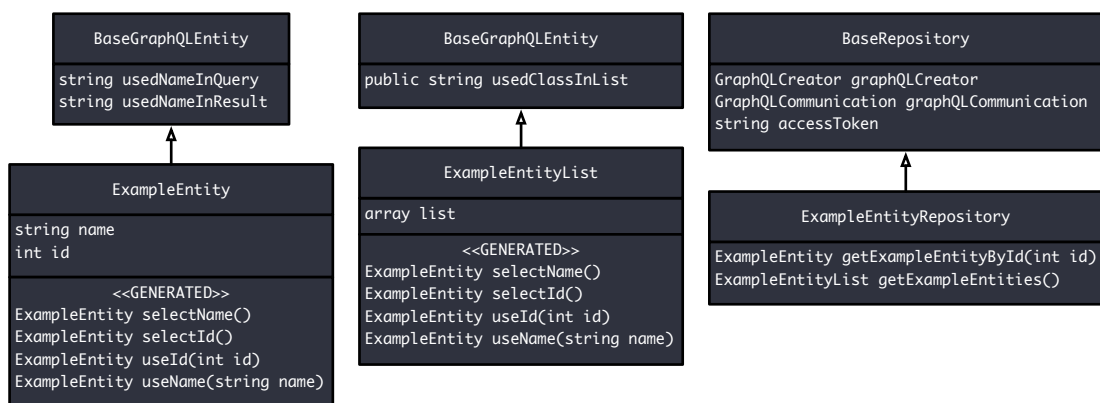 BaseGraphQLEntity
string usedNameInQuery
string usedNameInResult
ExampleEntity
string name
int id
<<GENERATED>>
ExampleEntity selectName()
ExampleEntity selectId()
ExampleEntity useId(int id)
ExampleEntity useName(string name)
BaseGraphQLEntity
public string usedClassInList
ExampleEntityList
array list
<<GENERATED>>
ExampleEntity selectName()
ExampleEntity selectId()
ExampleEntity useId(int id)
ExampleEntity useName(string name)
BaseRepository
GraphQLCreator graphQLCreator
GraphQLCommunication graphQLCommunication
string accessToken
ExampleEntityRepository
ExampleEntity getExampleEntityById(int id)
ExampleEntityList getExampleEntities()